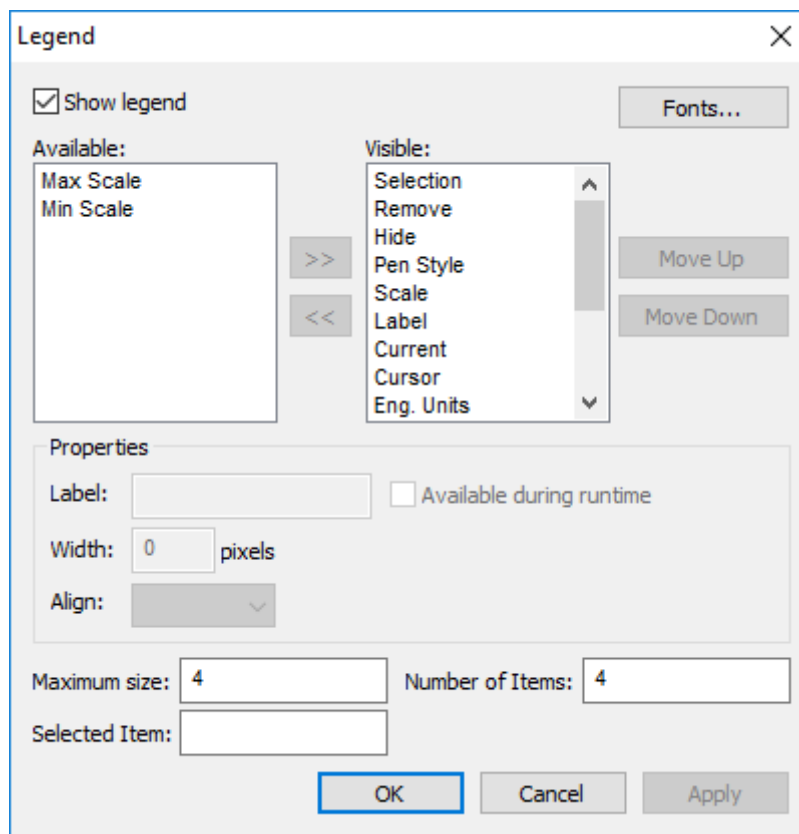 Legend
Show legend
Fonts...
Available:
Visible:
Max Scale
Min Scale
>>
<<
Selection
Remove
Hide
Pen Style
Scale
Label
Current
Cursor
Eng. Units
Move Up
Move Down
Properties
Label:
Available during runtime
Width: 0 pixels
Align:
Maximum size: 4
Number of Items: 4
Selected Item:
OK
Cancel
Apply